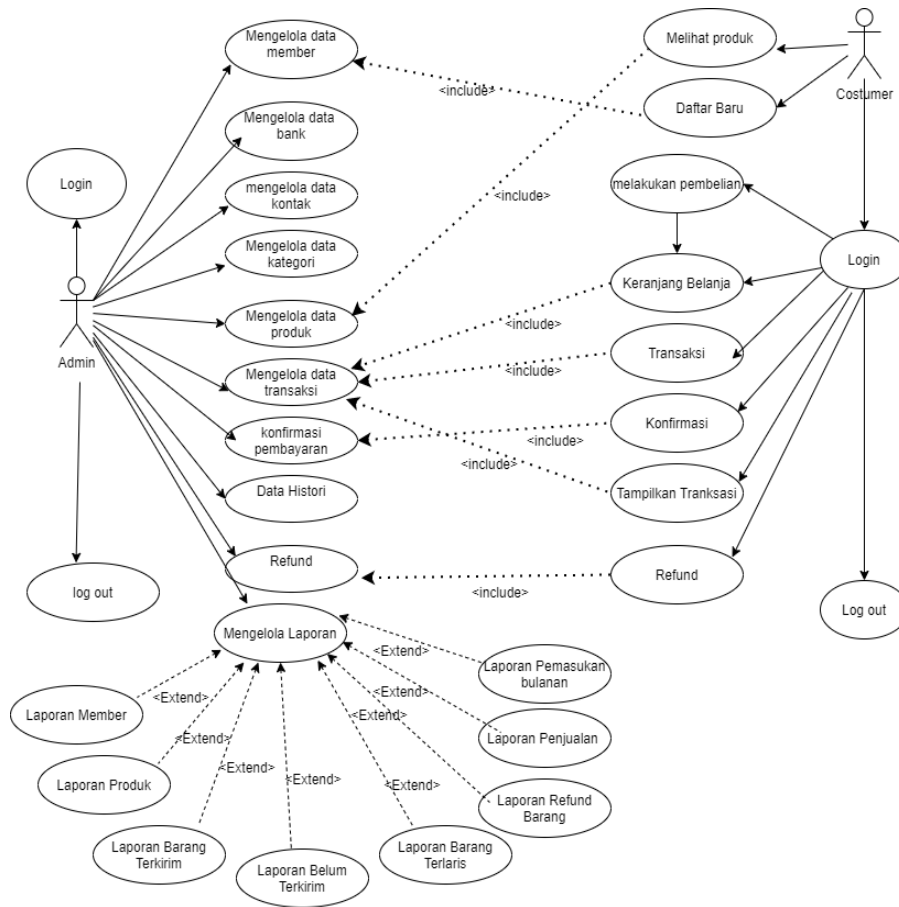 Mengelola data
member
Melihat produk
Costumer
<include>
Daftar Baru
Mengelola data
bank
Login
mengelola data
kontak
melakukan pembelian
<include>
Mengelola data
kategori
Login
Keranjang Belanja
Mengelola data
produk
<include>
Transaksi
Admin
Mengelola data
transaksi
<include>
konfirmasi
pembayaran
Konfirmasi
<include>
<include>
Data Histori
Tampilkan Tranksasi
Refund
Refund
log out
<include>
Log out
Mengelola Laporan
<Extend>
Laporan Pemasukan
bulanan
Laporan Member
<Extend>
<Extend>
Laporan Penjualan
<Extend>
Laporan Produk
<Extend>
<Extend>
<Extend>
<Extend>
Laporan Refund
Barang
Laporan Barang
Terkirim
Laporan Belum
Terkirim
Laporan Barang
Terlaris